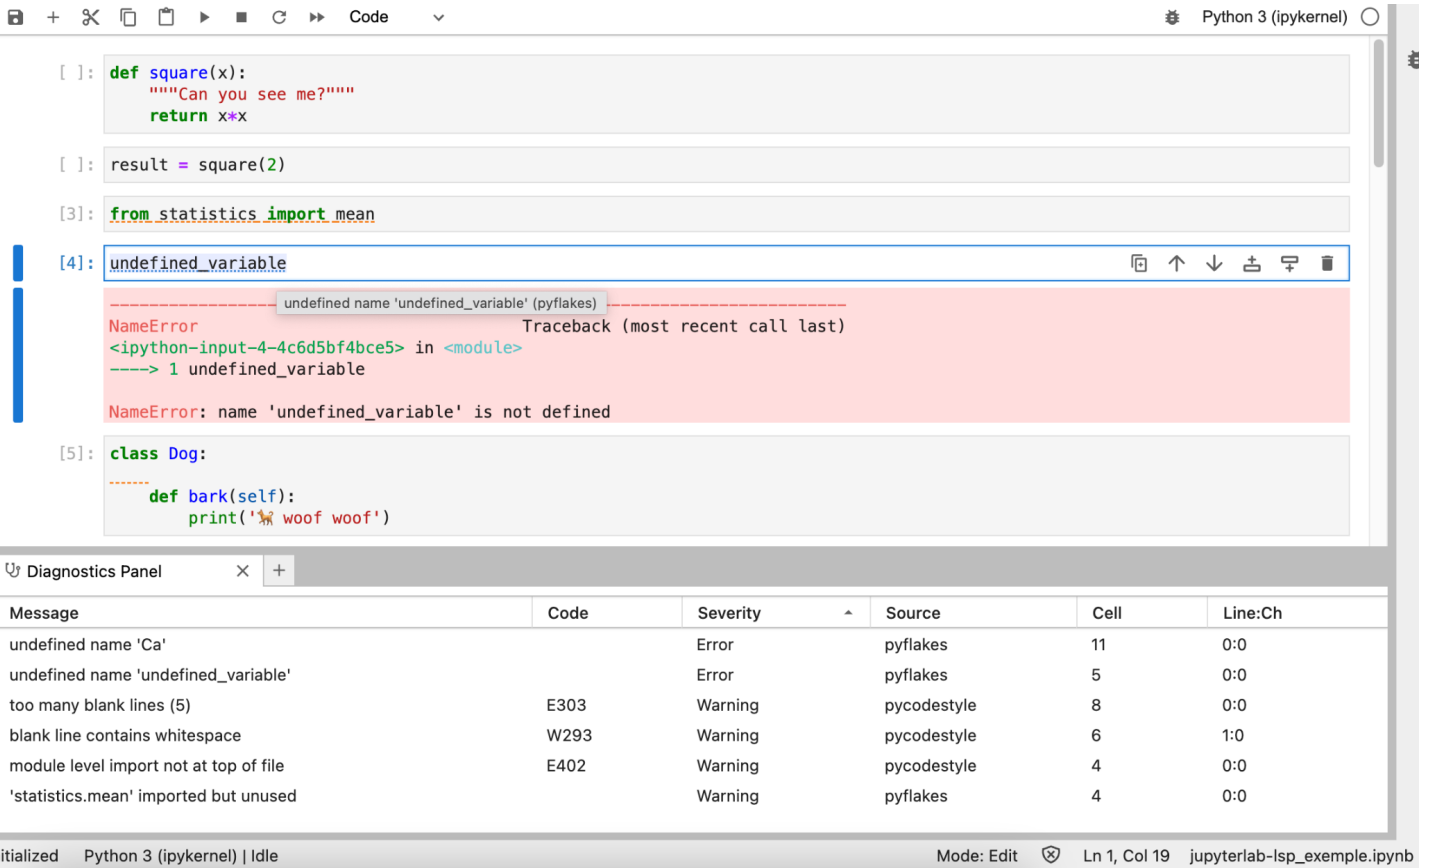 Code
Python 3 (ipykernel)
[ ]:
def square(x):
"""Can you see me?"""
return x*x
[ ]:
result = square(2)
[3]:
from statistics import mean
[4]:
undefined_variable
undefined name 'undefined_variable' (pyflakes)
NameError Traceback (most recent call last)
<ipython-input-4-4c6d5bf4bce5> in <module>
----> 1 undefined_variable
NameError: name 'undefined_variable' is not defined
[5]:
class Dog:
def bark(self):
print('🐕 woof woof')
Diagnostics Panel
Message Code Severity Source Cell Line:Ch
undefined name 'Ca' Error pyflakes 11 0:0
undefined name 'undefined_variable' Error pyflakes 5 0:0
too many blank lines (5) E303 Warning pycodestyle 8 0:0
blank line contains whitespace W293 Warning pycodestyle 6 1:0
module level import not at top of file E402 Warning pycodestyle 4 0:0
'statistics.mean' imported but unused Warning pyflakes 4 0:0
itialized Python 3 (ipykernel) | Idle Mode: Edit Ln 1, Col 19 jupyterlab-lsp_exemple.ipynb